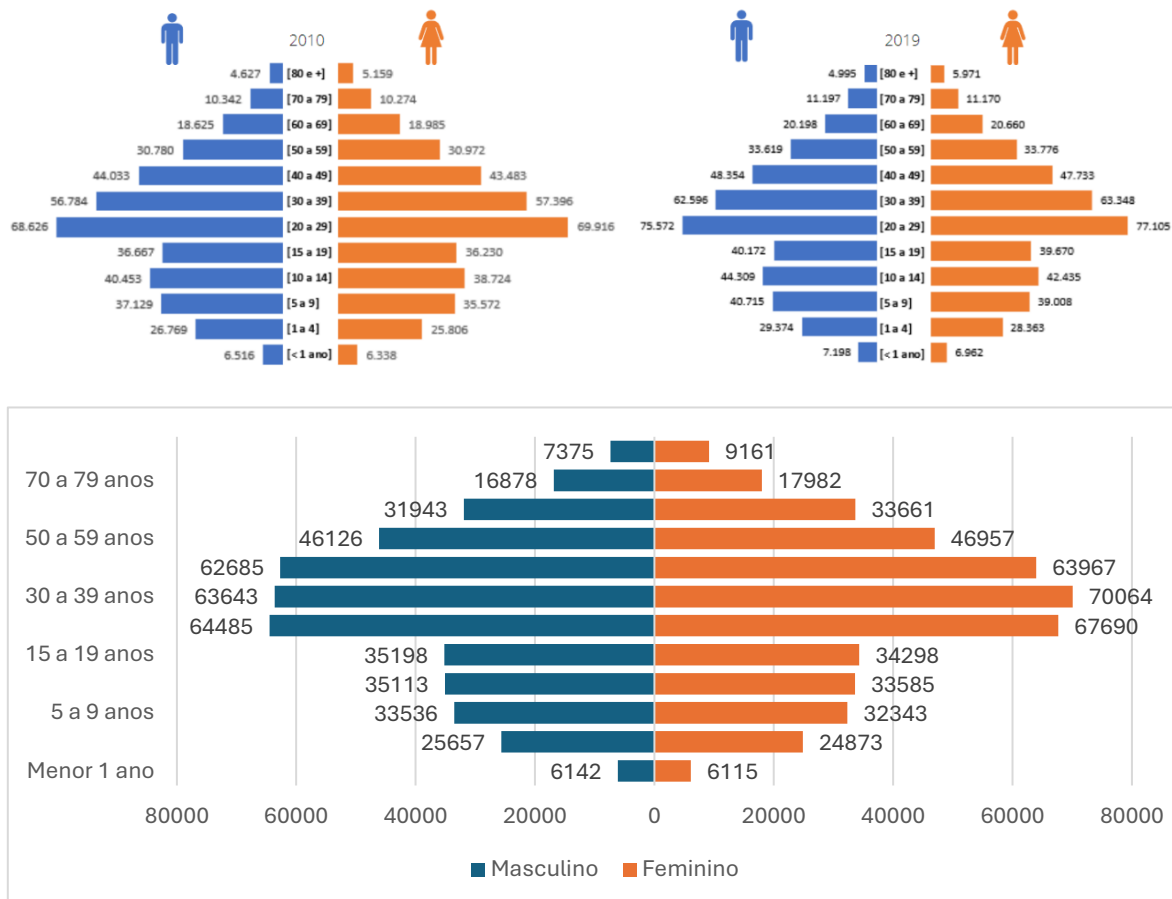 2010
4.627 [80 e +] 5.159
10.342 [70 a 79] 10.274
18.625 [60 a 69] 18.985
30.780 [50 a 59] 30.972
44.033 [40 a 49] 43.483
56.784 [30 a 39] 57.396
68.626 [20 a 29] 69.916
36.667 [15 a 19] 36.230
40.453 [10 a 14] 38.724
37.129 [5 a 9] 35.572
26.769 [1 a 4] 25.806
6.516 [< 1 ano] 6.338
2019
4.995 [80 e +] 5.971
11.197 [70 a 79] 11.170
20.198 [60 a 69] 20.660
33.619 [50 a 59] 33.776
48.354 [40 a 49] 47.733
62.596 [30 a 39] 63.348
75.572 [20 a 29] 77.105
40.172 [15 a 19] 39.670
44.309 [10 a 14] 42.435
40.715 [5 a 9] 39.008
29.374 [1 a 4] 28.363
7.198 [< 1 ano] 6.962
7375 9161
70 a 79 anos 16878 17982
31943 33661
50 a 59 anos 46126 46957
62685 63967
30 a 39 anos 63643 70064
64485 67690
15 a 19 anos 35198 34298
35113 33585
5 a 9 anos 33536 32343
25657 24873
Menor 1 ano 6142 6115
80000 60000 40000 20000 0 20000 40000 60000 80000
Masculino Feminino